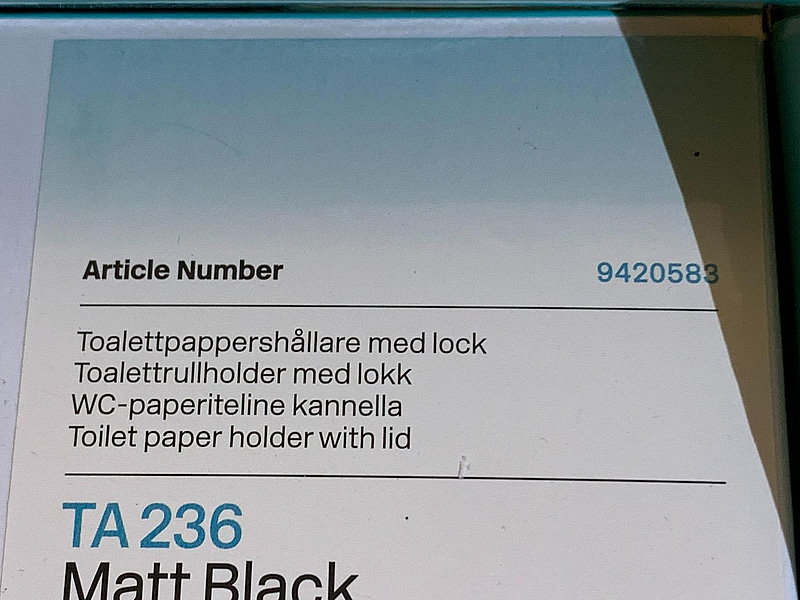 Article Number 9420583
Toalettpappershållare med lock
Toalettrullholder med lokk
WC-paperiteline kannella
Toilet paper holder with lid
TA 236
Matt Black